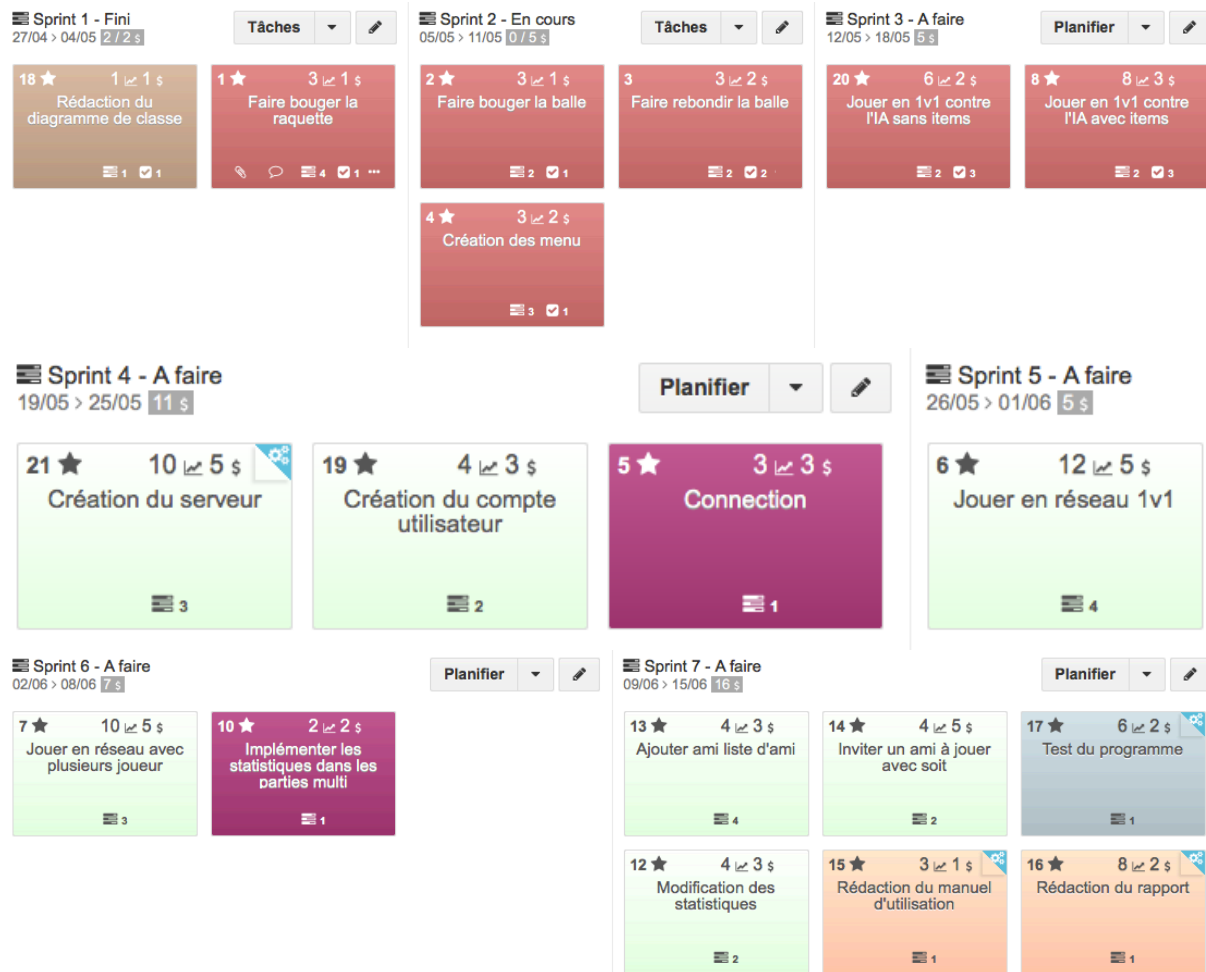 Sprint 1 - Fini
27/04 > 04/05 2 / 2 $
Tâches
18 1 1 $
Rédaction du
diagramme de classe
1 1
1 3 1 $
Faire bouger la
raquette
4 1 ...
Sprint 2 - En cours
05/05 > 11/05 0 / 5 $
Tâches
2 3 1 $
Faire bouger la balle
2 1
3 3 2 $
Faire rebondir la balle
2 2
4 3 2 $
Création des menu
3 1
Sprint 3 - A faire
12/05 > 18/05 5 $
Planifier
20 6 2 $
Jouer en 1v1 contre
l'IA sans items
2 3
8 8 3 $
Jouer en 1v1 contre
l'IA avec items
2 3
Sprint 4 - A faire
19/05 > 25/05 11 $
Planifier
21 10 5 $
Création du serveur
3
19 4 3 $
Création du compte
utilisateur
2
5 3 3 $
Connection
1
Sprint 5 - A faire
26/05 > 01/06 5 $
6 12 5 $
Jouer en réseau 1v1
4
Sprint 6 - A faire
02/06 > 08/06 7 $
Planifier
7 10 5 $
Jouer en réseau avec
plusieurs joueur
3
10 2 2 $
Implémenter les
statistiques dans les
parties multi
1
Sprint 7 - A faire
09/06 > 15/06 16 $
Planifier
13 4 3 $
Ajouter ami liste d'ami
4
14 4 5 $
Inviter un ami à jouer
avec soit
2
17 6 2 $
Test du programme
1
12 4 3 $
Modification des
statistiques
2
15 3 1 $
Rédaction du manuel
d'utilisation
1
16 8 2 $
Rédaction du rapport
1